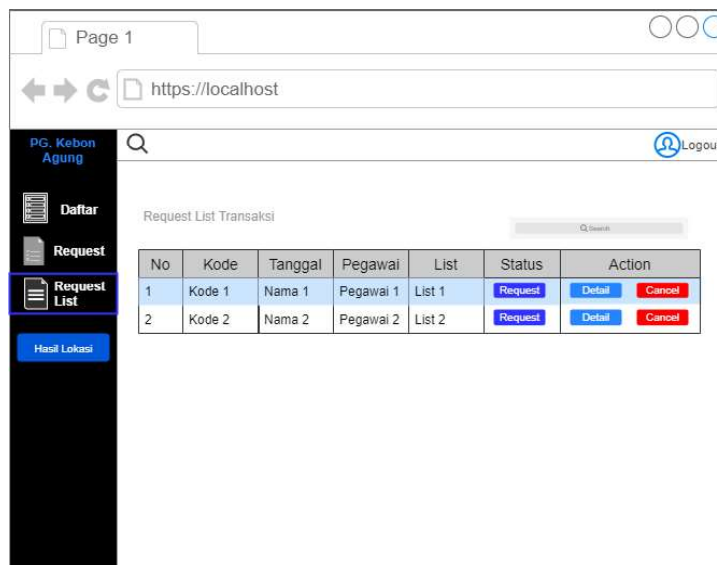 Page 1
https://localhost
PG. Kebon
Agung
Logou
Daftar
Request
Request
List
Hasil Lokasi
Request List Transaksi
Search
No Kode Tanggal Pegawai List Status Action
1 Kode 1 Nama 1 Pegawai 1 List 1 Request Detail Cancel
2 Kode 2 Nama 2 Pegawai 2 List 2 Request Detail Cancel